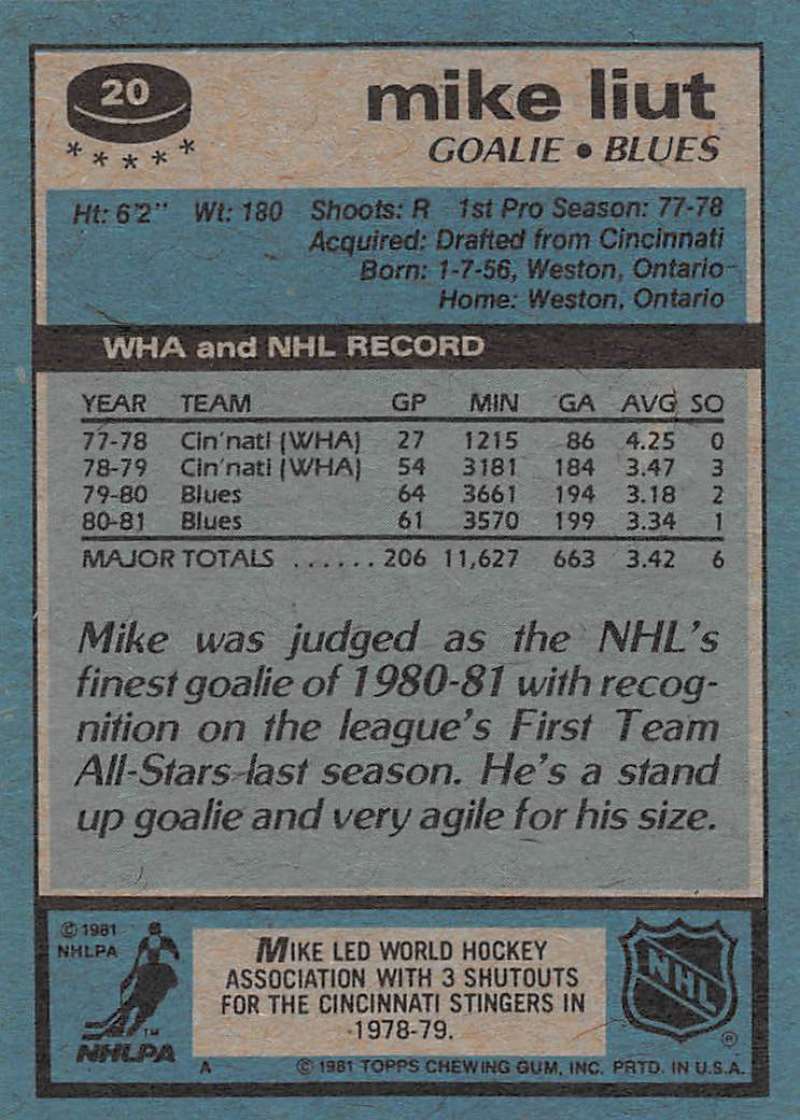 20
mike liut
GOALIE • BLUES
Ht: 6'2" Wt: 180 Shoots: R 1st Pro Season: 77-78
Acquired: Drafted from Cincinnati
Born: 1-7-56, Weston, Ontario
Home: Weston, Ontario
WHA and NHL RECORD
YEAR TEAM GP MIN GA AVG SO
77-78 Cin'nati (WHA) 27 1215 86 4.25 0
78-79 Cin'nati (WHA) 54 3181 184 3.47 3
79-80 Blues 64 3661 194 3.18 2
80-81 Blues 61 3570 199 3.34 1
MAJOR TOTALS ...... 206 11,627 663 3.42 6
Mike was judged as the NHL's
finest goalie of 1980-81 with recog-
nition on the league's First Team
All-Stars last season. He's a stand
up goalie and very agile for his size.
© 1981
NHLPA
TM
NHLPA
MIKE LED WORLD HOCKEY
ASSOCIATION WITH 3 SHUTOUTS
FOR THE CINCINNATI STINGERS IN
1978-79.
NHL
®
A © 1981 TOPPS CHEWING GUM, INC. PRTD. IN U.S.A.